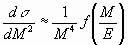 dσ/dM² ≈ 1/M⁴ f(M/E)